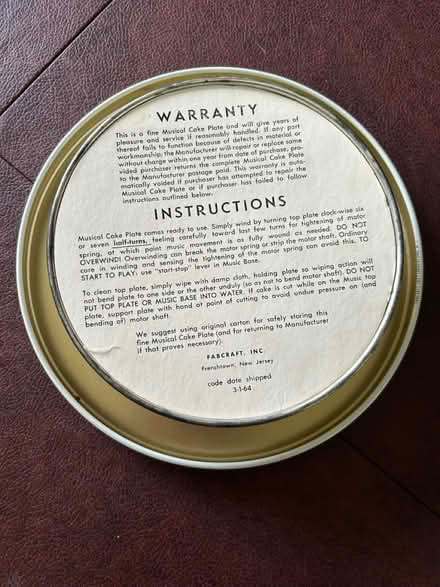 WARRANTY
This is a fine Musical Cake Plate and will give years of
pleasure and service if reasonably handled. If any part
thereof fails to function because of defects in material or
workmanship, the Manufacturer will repair or replace same
without charge within one year from date of purchase, pro-
vided purchaser returns the complete Musical Cake Plate
to the Manufacturer postage paid. This warranty is auto-
matically voided if purchaser has attempted to repair the
Musical Cake Plate or if purchaser has failed to follow
instructions outlined below:
INSTRUCTIONS
Musical Cake Plate comes ready to use. Simply wind by turning top plate clock-wise six
or seven half-turns, feeling carefully toward last few turns for tightening of motor
spring, at which point music movement is as fully wound as needed. DO NOT
OVERWIND! Overwinding can break the motor spring or strip the motor shaft. Ordinary
care in winding and sensing the tightening of the motor spring can avoid this. TO
START TO PLAY: use "start-stop" lever in Music Base.
To clean top plate, simply wipe with damp cloth, holding plate so wiping action will
not bend plate to one side or the other unduly (so as not to bend motor shaft). DO NOT
PUT TOP PLATE OR MUSIC BASE INTO WATER. If cake is cut while on the Music top
plate, support plate with hand at point of cutting to avoid undue pressure on (and
bending of) motor shaft.
We suggest using original carton for safely storing this
fine Musical Cake Plate (and for returning to Manufacturer
if that proves necessary).
FABCRAFT, INC.
Frenchtown, New Jersey
code date shipped
3-1-64